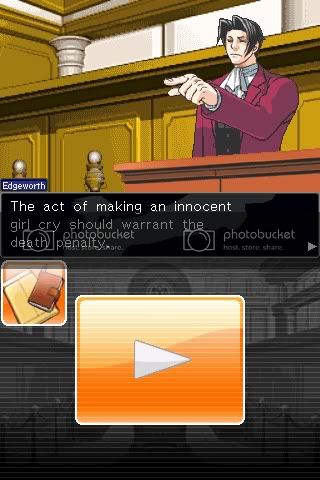 Edgeworth
The act of making an innocent
girl cry should warrant the
death penalty.
photobucket
host. store. share.
photobucket
host. store. share.